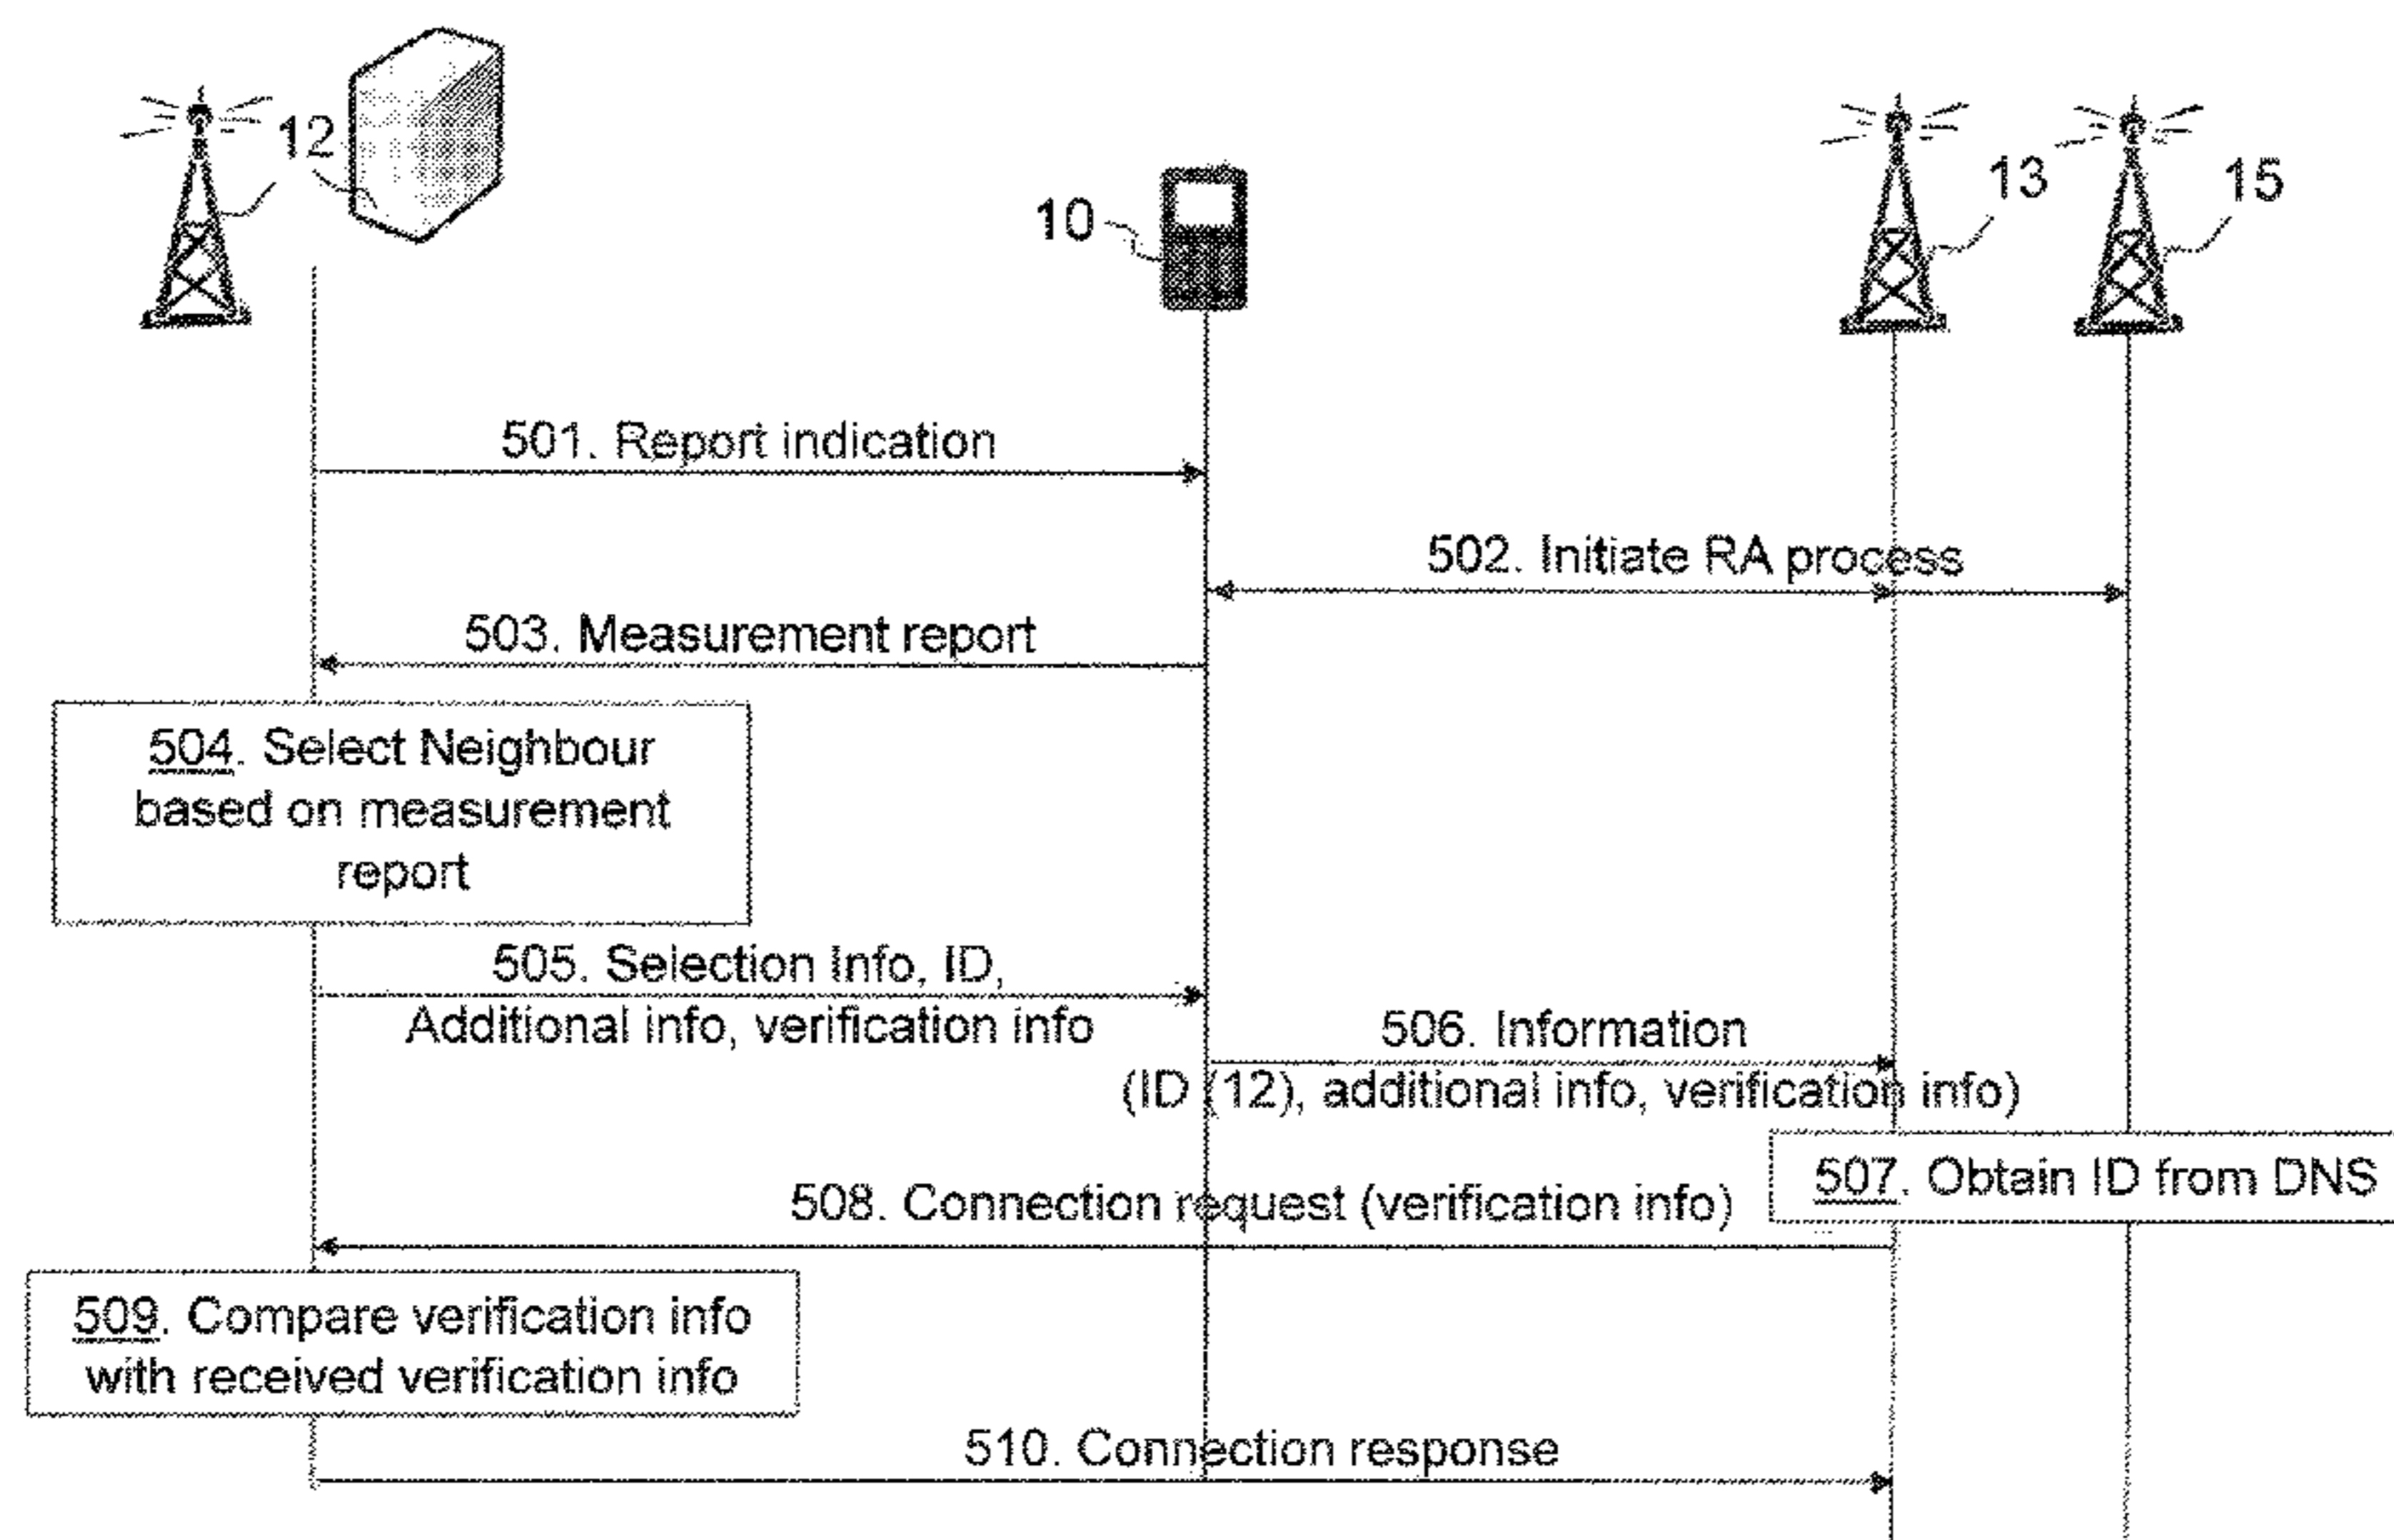 12
10
13
15
501. Report indication
502. Initiate RA process
503. Measurement report
504. Select Neighbour
based on measurement
report
505. Selection Info, ID,
Additional info, verification info
506. Information
(ID (12), additional info, verification info)
507. Obtain ID from DNS
508. Connection request (verification info)
509. Compare verification info
with received verification info
510. Connection response